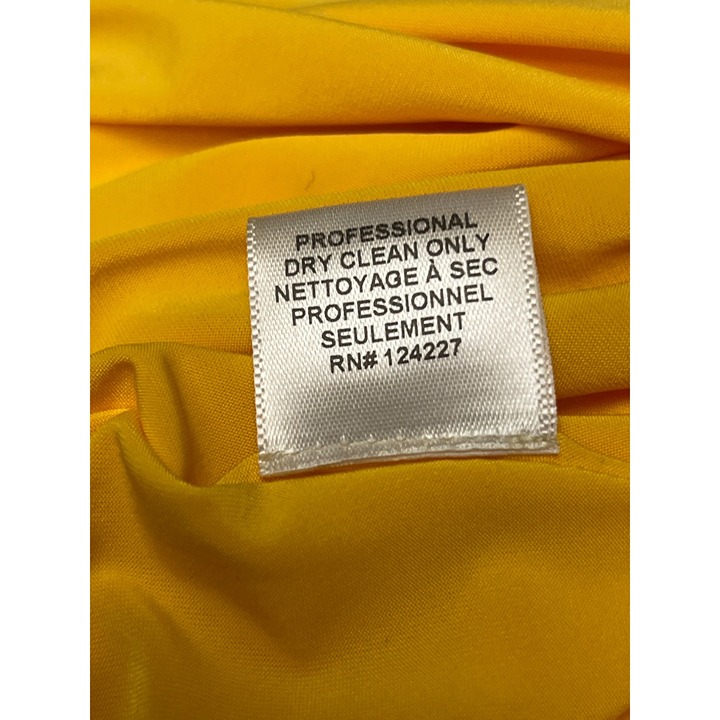 PROFESSIONAL
DRY CLEAN ONLY
NETTOYAGE À SEC
PROFESSIONNEL
SEULEMENT
RN# 124227